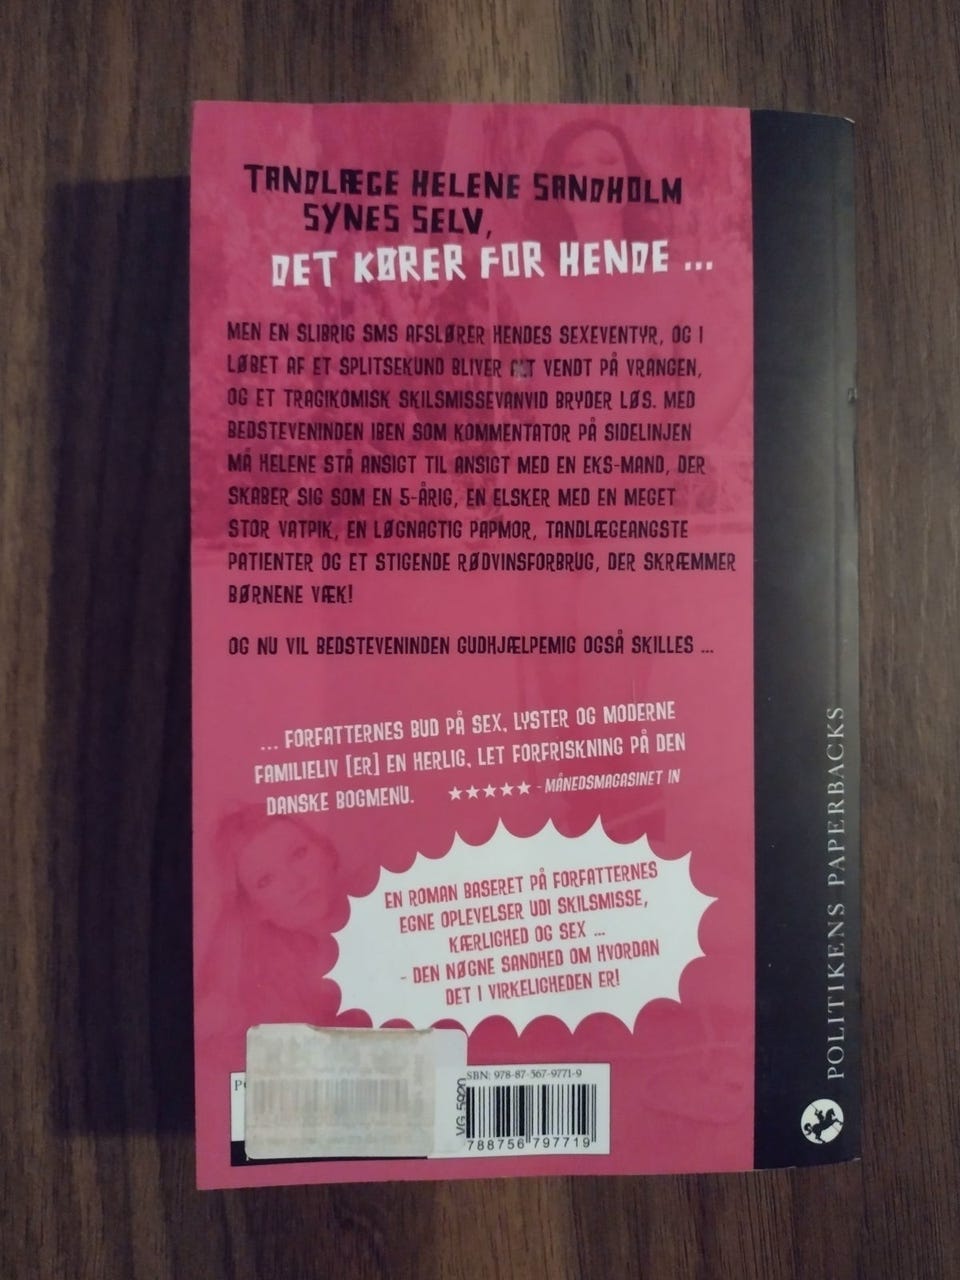 TANDLÆGE HELENE SANDHOLM
SYNES SELV,
DET KØRER FOR HENDE ...
MEN EN SLIBRIG SMS AFSLØRER HENDES SEXEVENTYR, OG I
LØBET AF ET SPLITSEKUND BLIVER ALT VENDT PÅ VRANGEN,
OG ET TRAGIKOMISK SKILSMISSEVANVID BRYDER LØS. MED
BEDSTEVENINDEN IBEN SOM KOMMENTATOR PÅ SIDELINJEN
MÅ HELENE STÅ ANSIGT TIL ANSIGT MED EN EKS-MAND, DER
SKABER SIG SOM EN 5-ÅRIG, EN ELSKER MED EN MEGET
STOR VATPIK, EN LØGNAGTIG PAPMOR, TANDLÆGEANGSTE
PATIENTER OG ET STIGENDE RØDVINSFORBRUG, DER SKRÆMMER
BØRNENE VÆK!
OG NU VIL BEDSTEVENINDEN GUDHJÆLPEMIG OGSÅ SKILLES ...
... FORFATTERNES BUD PÅ SEX, LYSTER OG MODERNE
FAMILIELIV [ER] EN HERLIG, LET FORFRISKNING PÅ DEN
DANSKE BOGMENU. ★★★★★ - MÅNEDSMAGASINET IN
EN ROMAN BASERET PÅ FORFATTERNES
EGNE OPLEVELSER UDI SKILSMISSE,
KÆRLIGHED OG SEX ...
- DEN NØGNE SANDHED OM HVORDAN
DET I VIRKELIGHEDEN ER!
SBN: 978-87-567-9771-9
VG 5920
788756 797719
POLITIKENS PAPERBACKS